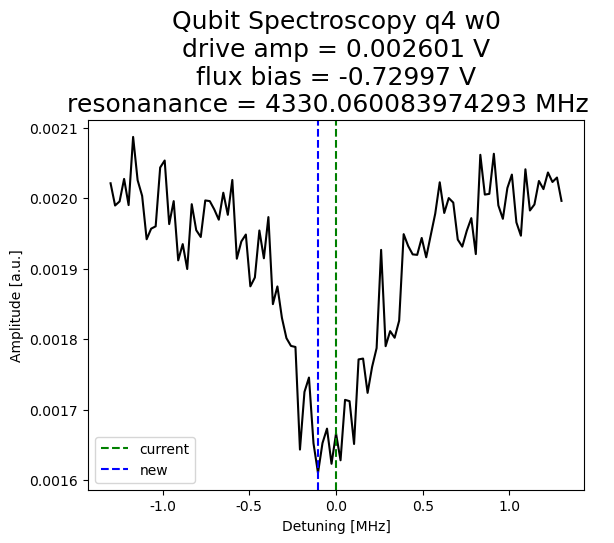 Qubit Spectroscopy q4 w0
drive amp = 0.002601 V
flux bias = -0.72997 V
resonanance = 4330.060083974293 MHz
0.0021
0.0020
0.0019
0.0018
0.0017
0.0016
Amplitude [a.u.]
current
new
-1.0
-0.5
0.0
0.5
1.0
Detuning [MHz]